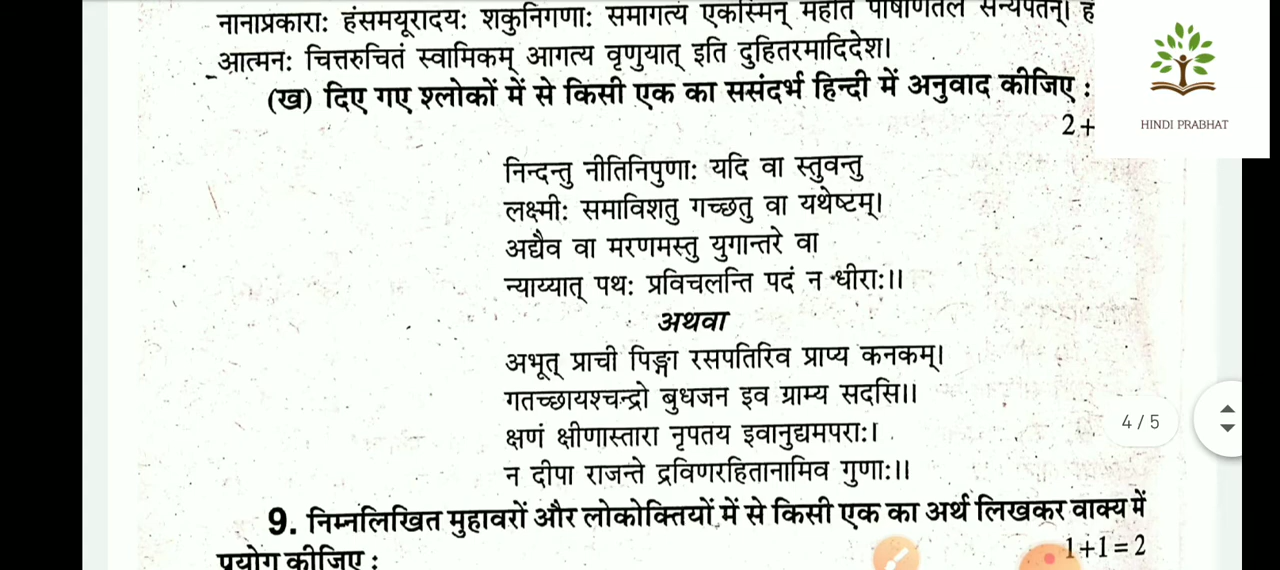 नानाप्रकाराः हंसमयूरादयः शकुनिगणाः समागत्य एकस्मिन् महति पाषाणतले सन्यपतन्। हं
आत्मनः चित्तरुचितं स्वामिकम् आगत्य वृणुयात् इति दुहितरमादिदेश।
(ख) दिए गए श्लोकों में से किसी एक का ससंदर्भ हिन्दी में अनुवाद कीजिए :
2+
HINDI PRABHAT
निन्दन्तु नीतिनिपुणाः यदि वा स्तुवन्तु
लक्ष्मीः समाविशतु गच्छतु वा यथेष्टम्।
अद्यैव वा मरणमस्तु युगान्तरे वा
न्याय्यात् पथः प्रविचलन्ति पदं न धीराः।।
अथवा
अभूत् प्राची पिङ्गा रसपतिरिव प्राप्य कनकम्।
गतच्छायश्चन्द्रो बुधजन इव ग्राम्य सदसि।।
क्षणं क्षीणास्तारा नृपतय इवानुद्यमपराः।
4 / 5
न दीपा राजन्ते द्रविणरहितानामिव गुणाः।।
9. निम्नलिखित मुहावरों और लोकोक्तियों में से किसी एक का अर्थ लिखकर वाक्य में
प्रयोग कीजिए :
1+1=2